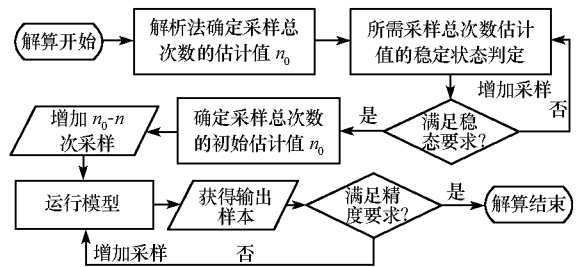 解算开始
解析法确定采样总
次数的估计值 n₀
所需采样总次数估计
值的稳定状态判定
增加采样
否
满足稳
态要求?
是
确定采样总次数
的初始估计值 n₀
增加 n₀-n
次采样
运行模型
获得输出
样本
满足精
度要求?
是
解算结束
增加采样
否